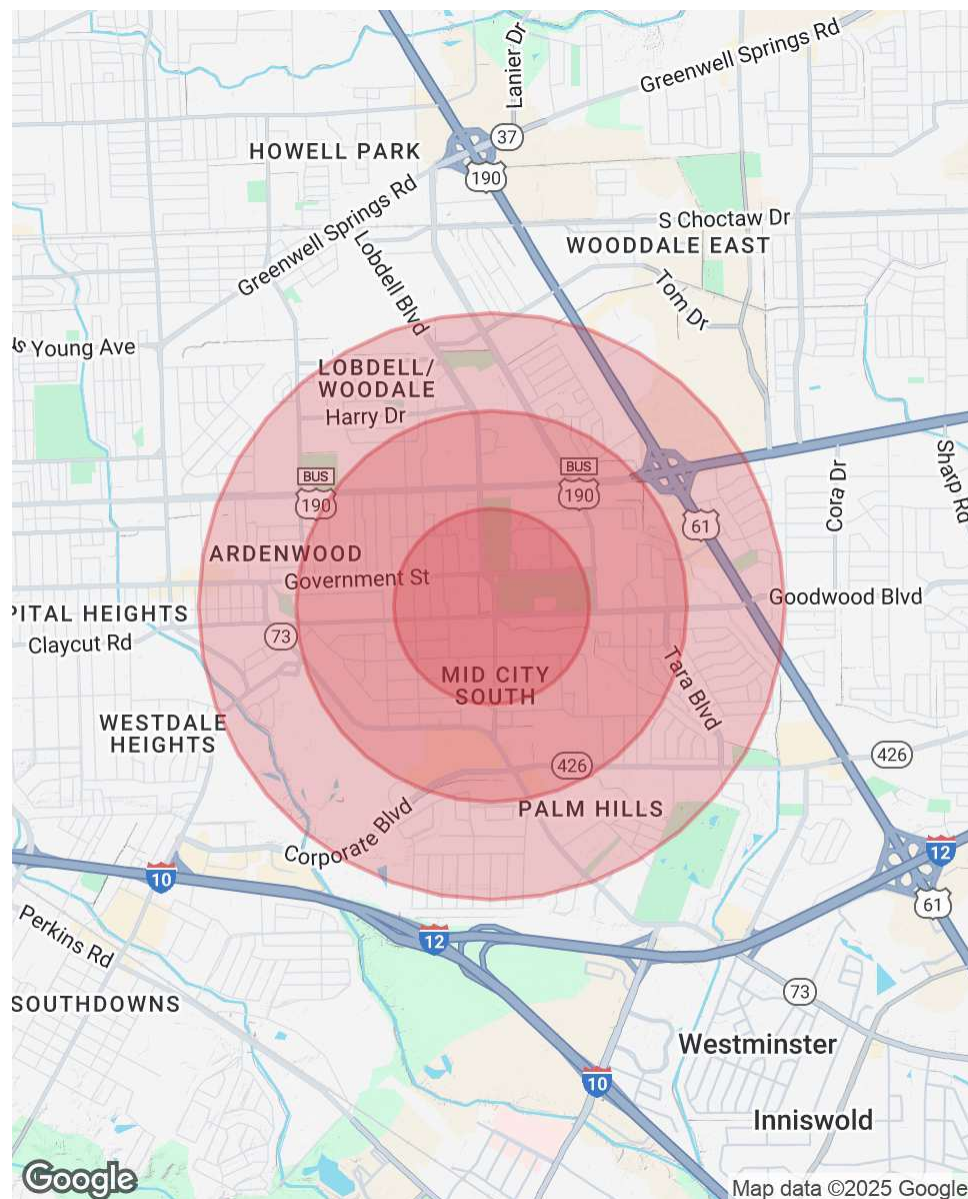 Lanier Dr
Greenwell Springs Rd
37
HOWELL PARK
190
Greenwell Springs Rd
S Choctaw Dr
WOODDALE EAST
Lobdell Blvd
Tom Dr
Young Ave
LOBDELL/
WOODALE
Harry Dr
BUS
190
BUS
190
Cora Dr
Sharp Rd
61
ARDENWOOD
Government St
Goodwood Blvd
PITAL HEIGHTS
Claycut Rd
73
MID CITY
SOUTH
Tara Blvd
WESTDALE
HEIGHTS
426
426
PALM HILLS
Corporate Blvd
10
12
61
Perkins Rd
12
SOUTHDOWNS
73
Westminster
10
Inniswold
Google
Map data ©2025 Google